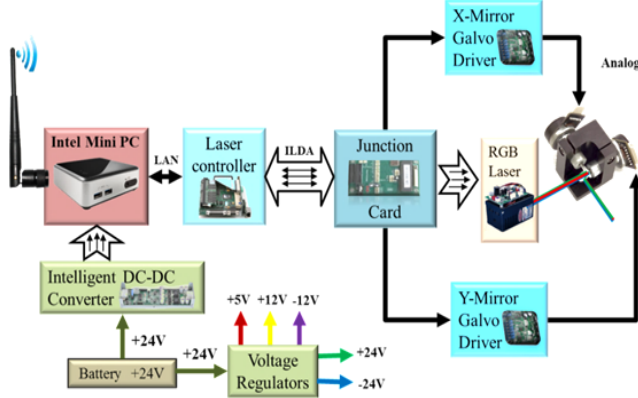 X-Mirror
Galvo
Driver
Analog
Intel Mini PC
LAN
Laser
controller
ILDA
Junction
Card
RGB
Laser
Intelligent DC-DC
Converter
+24V
Battery +24V
+24V
+5V
+12V
-12V
Voltage
Regulators
+24V
-24V
Y-Mirror
Galvo
Driver